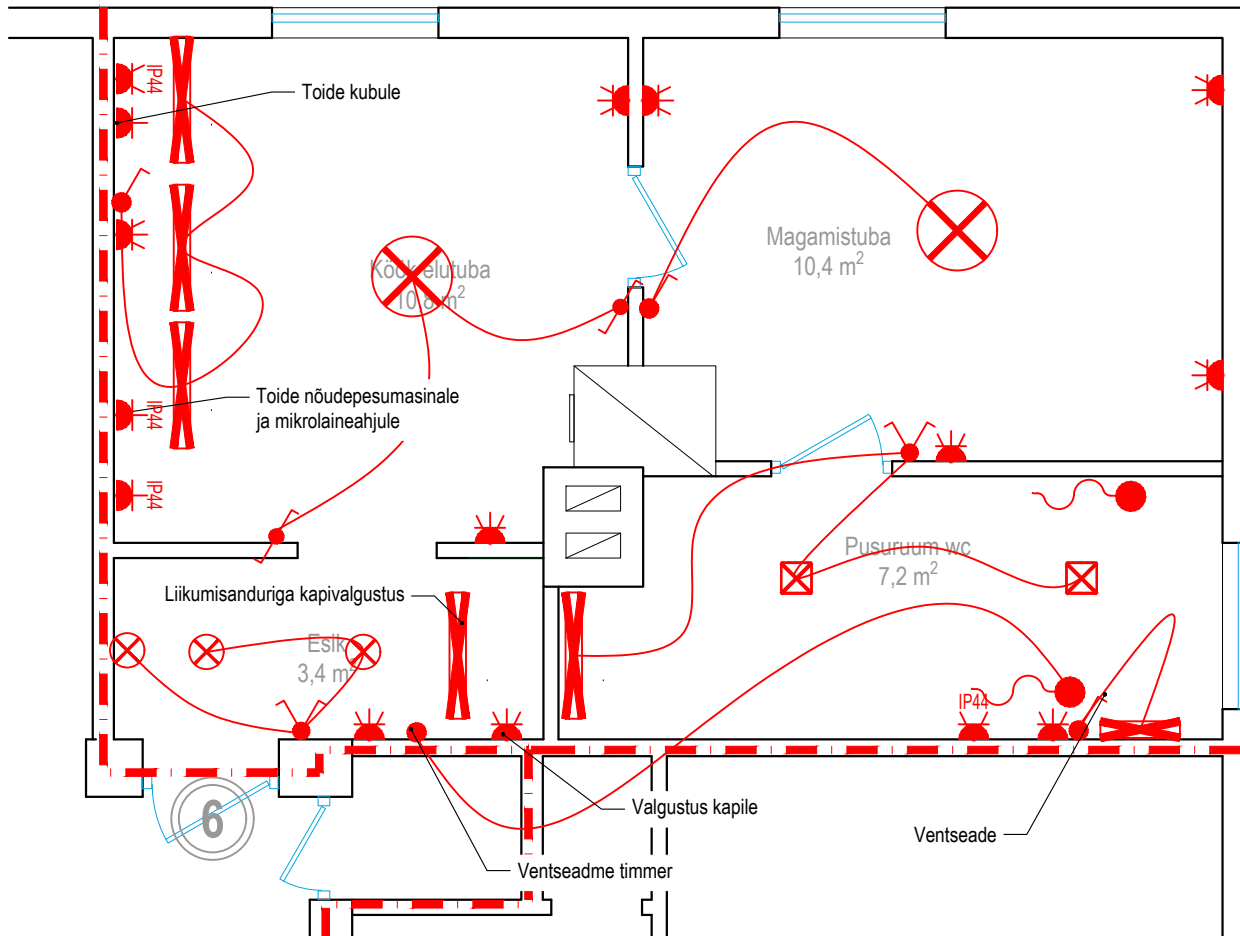 IP44
Toide kubule
Magamistuba
10,4 m²
Köök elutuba
10,8 m²
Toide nõudepesumasinale
ja mikrolaineahjule
IP44
IP44
Pusuruum wc
7,2 m²
Liikumisanduriga kapivalgustus
Esik
3,4 m²
IP44
6
Valgustus kapile
Ventseade
Ventseadme timmer